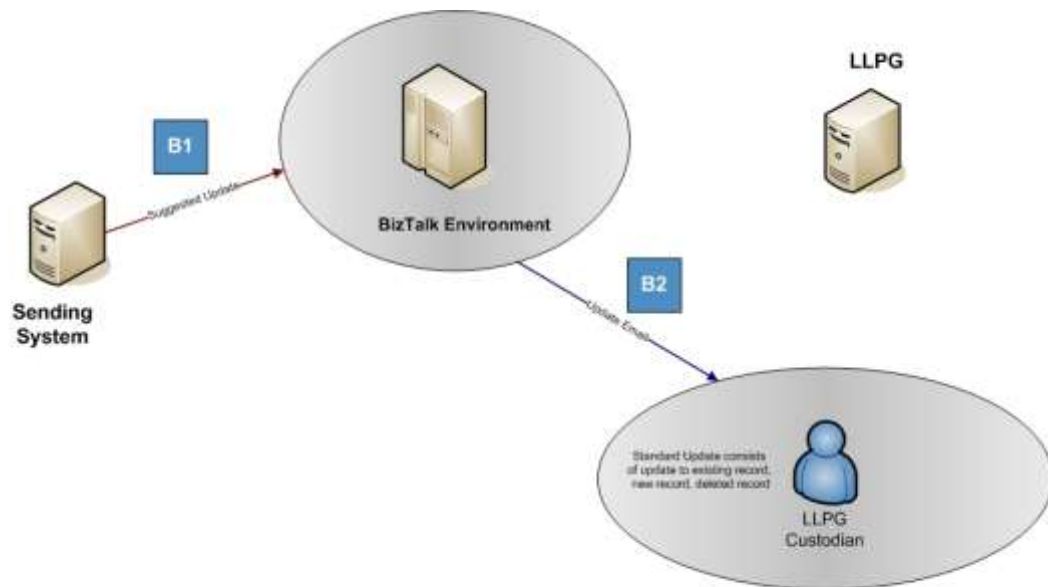 LLPG
B1
Suggested Update
BizTalk Environment
Sending
System
B2
Update Email
Standard Update consists
of update to existing record,
new record, deleted record
LLPG
Custodian